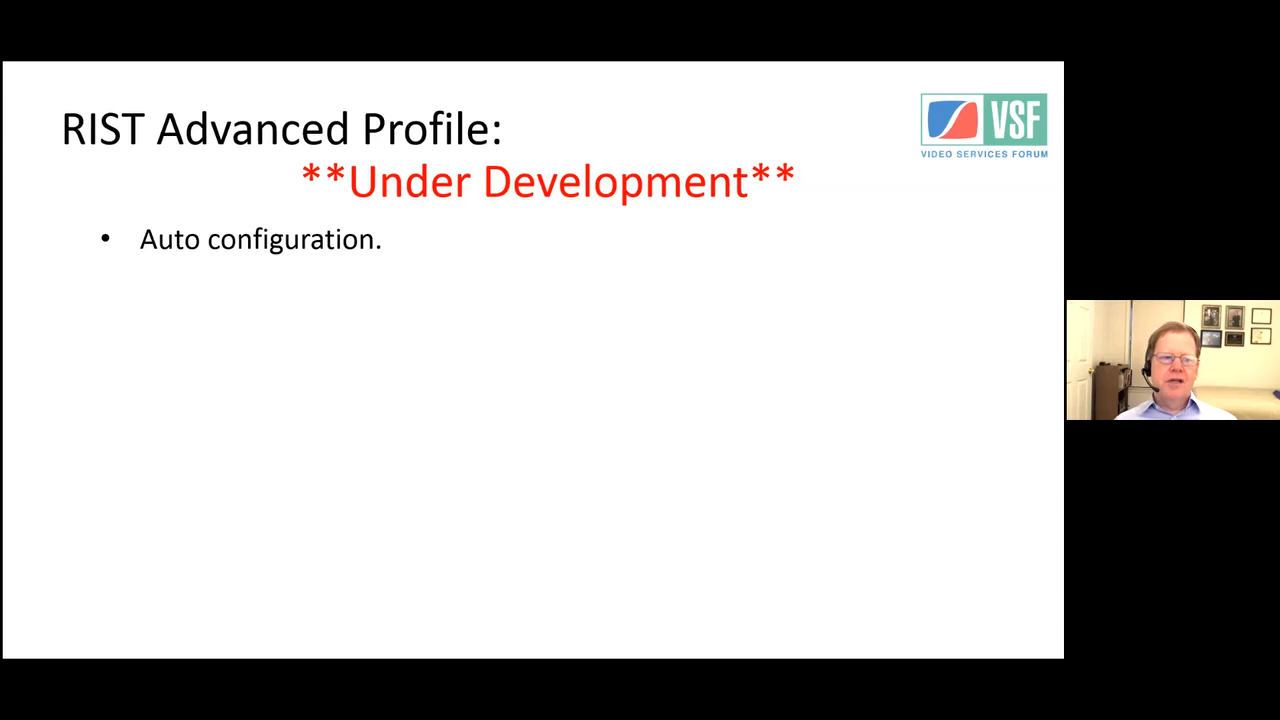 RIST Advanced Profile:
**Under Development**
• Auto configuration.
VSF
VIDEO SERVICES FORUM